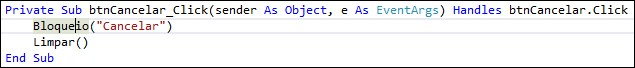 Private Sub btnCancelar_Click(sender As Object, e As EventArgs) Handles btnCancelar.Click
    Bloqueio("Cancelar")
    Limpar()
End Sub